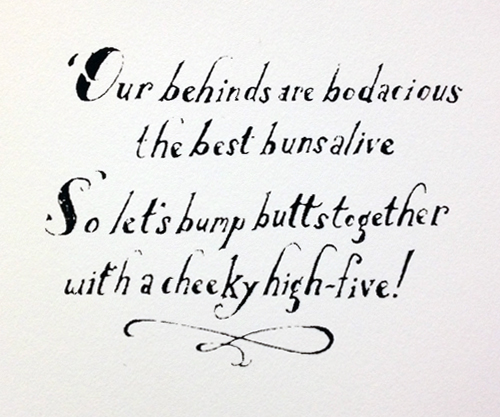 'Our behinds are bodacious
the best buns alive
So let's bump butts together
with a cheeky high-five!